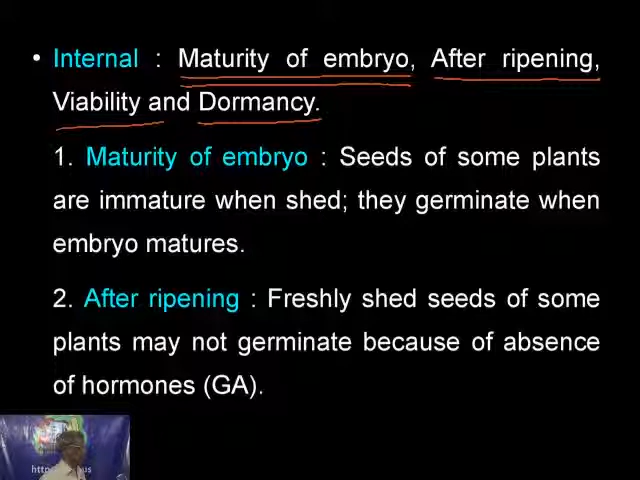 • Internal : Maturity of embryo, After ripening,
Viability and Dormancy.
1. Maturity of embryo : Seeds of some plants
are immature when shed; they germinate when
embryo matures.
2. After ripening : Freshly shed seeds of some
plants may not germinate because of absence
of hormones (GA).